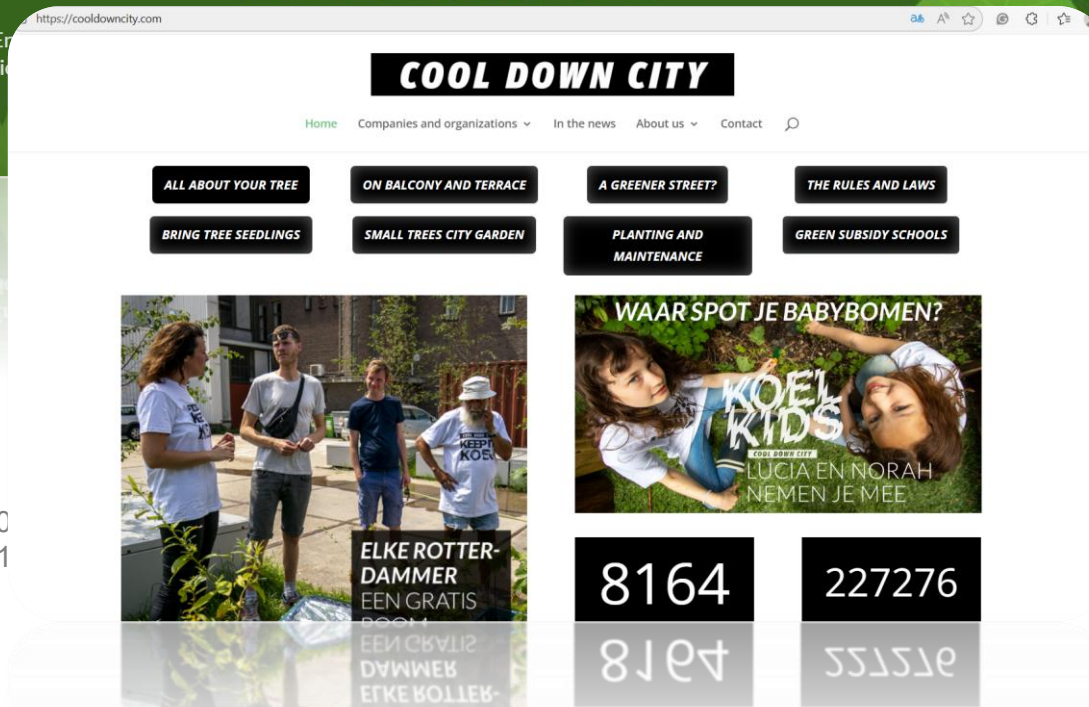 https://cooldowncity.com
COOL DOWN CITY
Home Companies and organizations In the news About us Contact
ALL ABOUT YOUR TREE ON BALCONY AND TERRACE A GREENER STREET? THE RULES AND LAWS
BRING TREE SEEDLINGS SMALL TREES CITY GARDEN PLANTING AND
MAINTENANCE GREEN SUBSIDY SCHOOLS
WAAR SPOT JE BABYBOMEN?
KOEL
KIDS
COOL DOWN CITY
LUCIA EN NORAH
NEMEN JE MEE
ELKE ROTTER-
DAMMER
EEN GRATIS
BOOM
8164 227276